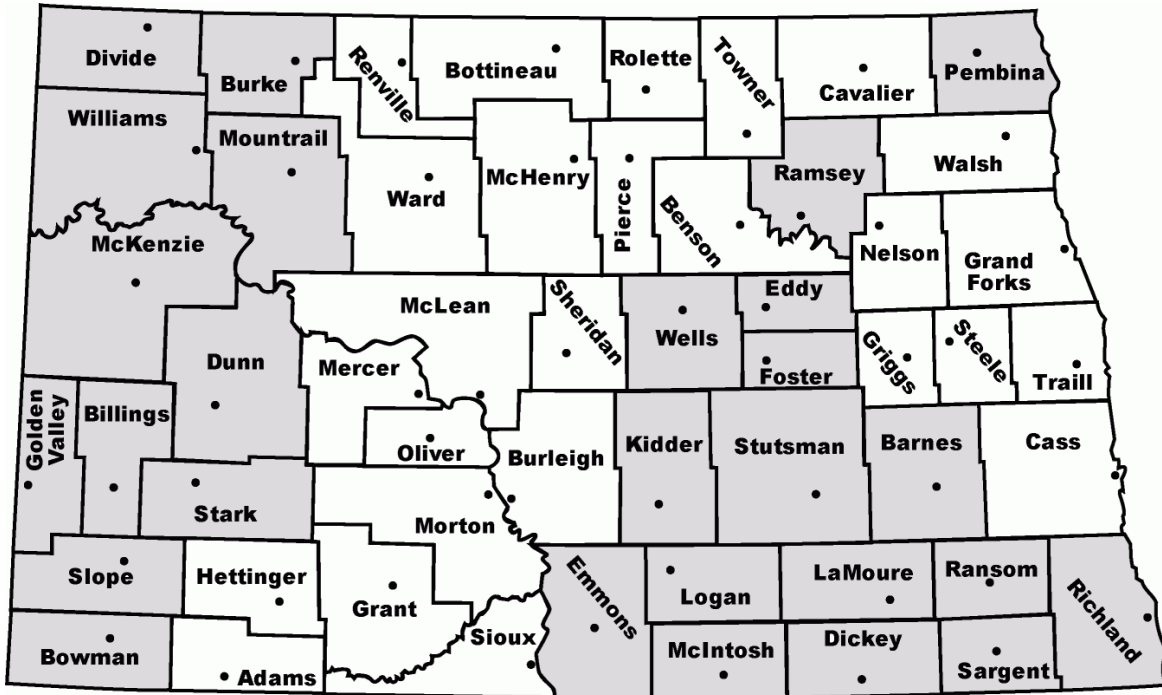 Divide
Burke
Renville
Bottineau
Rolette
Towner
Cavalier
Pembina
Williams
Mountrail
Ward
McHenry
Pierce
Benson
Ramsey
Walsh
McKenzie
Nelson
Grand
Forks
McLean
Sheridan
Wells
Eddy
Foster
Griggs
Steele
Traill
Dunn
Mercer
Oliver
Golden
Valley
Billings
Burleigh
Kidder
Stutsman
Barnes
Cass
Stark
Morton
Slope
Hettinger
Grant
Sioux
Emmons
Logan
LaMoure
Ransom
Richland
Bowman
Adams
McIntosh
Dickey
Sargent